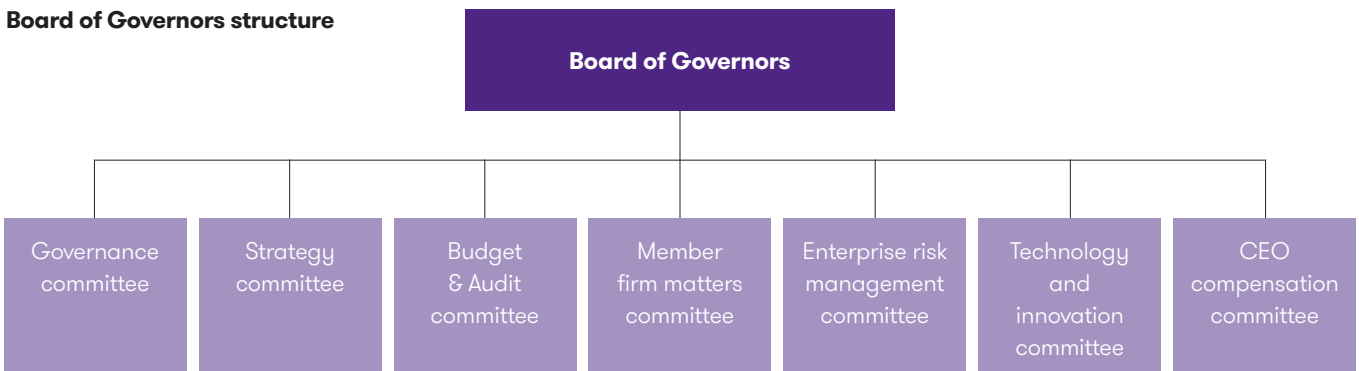 Board of Governors structure
Board of Governors
Governance
committee
Strategy
committee
Budget
& Audit
committee
Member
firm matters
committee
Enterprise risk
management
committee
Technology
and
innovation
committee
CEO
compensation
committee